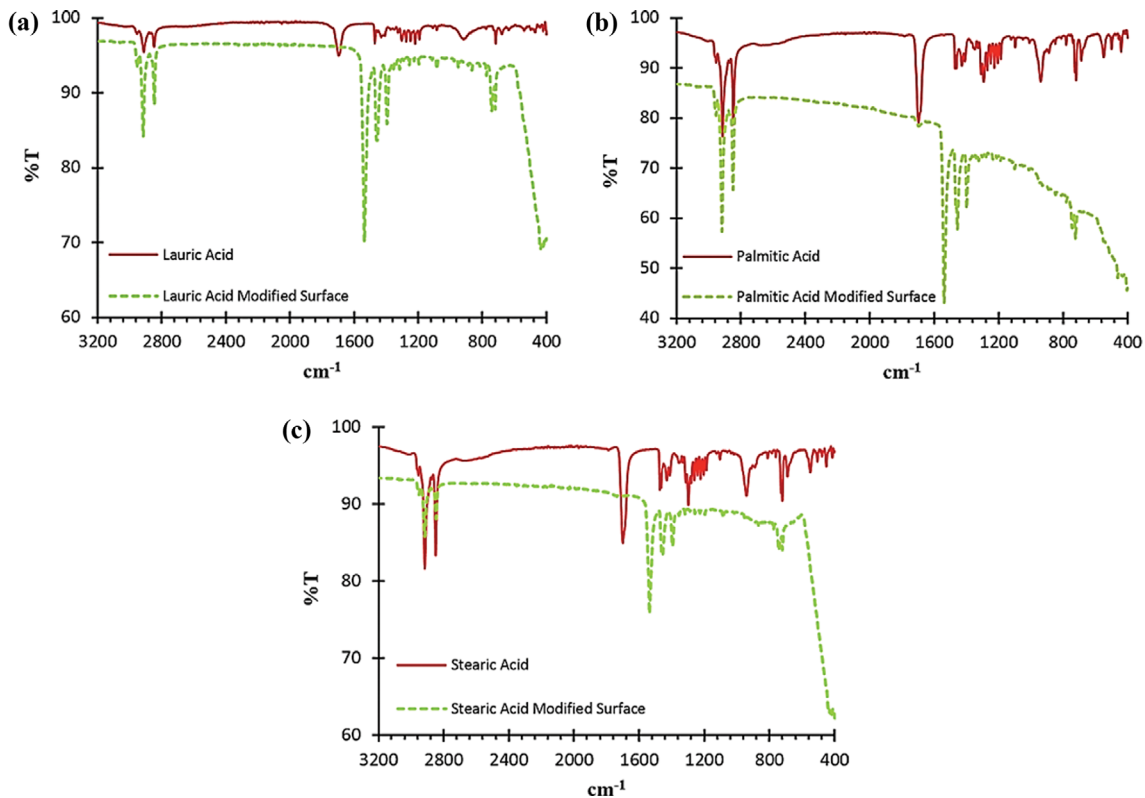 (a)
100
90
80
70
60
%T
Lauric Acid
Lauric Acid Modified Surface
3200 2800 2400 2000 1600 1200 800 400
cm-1
(b)
100
90
80
70
60
50
40
%T
Palmitic Acid
Palmitic Acid Modified Surface
3200 2800 2400 2000 1600 1200 800 400
cm-1
(c)
100
90
80
70
60
%T
Stearic Acid
Stearic Acid Modified Surface
3200 2800 2400 2000 1600 1200 800 400
cm-1